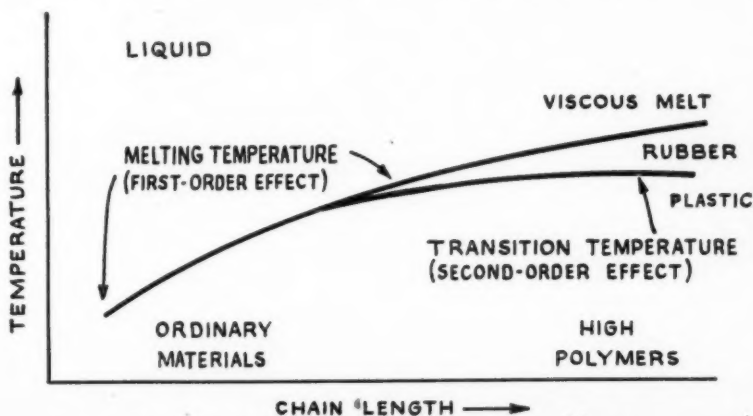 LIQUID
VISCOUS MELT
MELTING TEMPERATURE
(FIRST-ORDER EFFECT)
RUBBER
PLASTIC
TRANSITION TEMPERATURE
(SECOND-ORDER EFFECT)
ORDINARY
MATERIALS
HIGH
POLYMERS
TEMPERATURE
CHAIN LENGTH